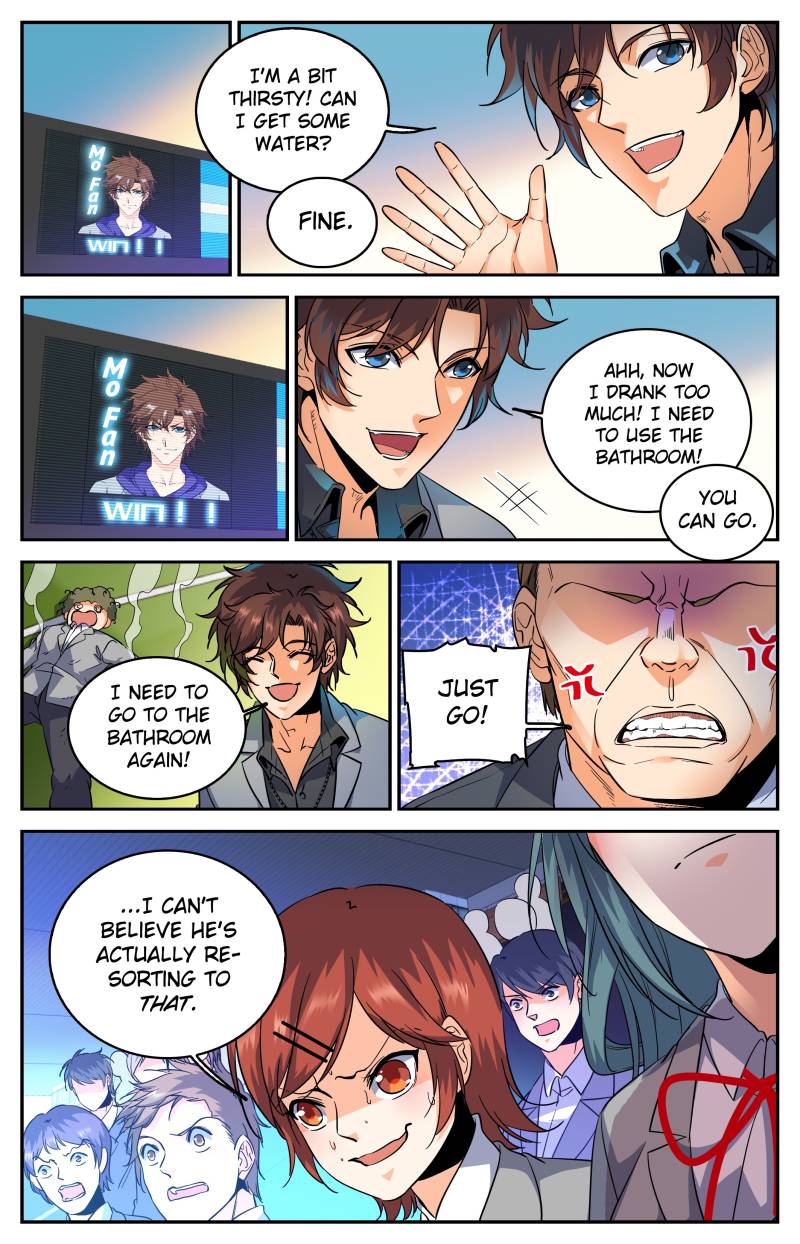 I'M A BIT
THIRSTY! CAN
I GET SOME
WATER?
FINE.
Mo Fan
WIN!!
AHH, NOW
I DRANK TOO
MUCH! I NEED
TO USE THE
BATHROOM!
YOU
CAN GO.
Mo Fan
WIN!!
I NEED TO
GO TO THE
BATHROOM
AGAIN!
JUST
GO!
...I CAN'T
BELIEVE HE'S
ACTUALLY RE-
SORTING TO
THAT.